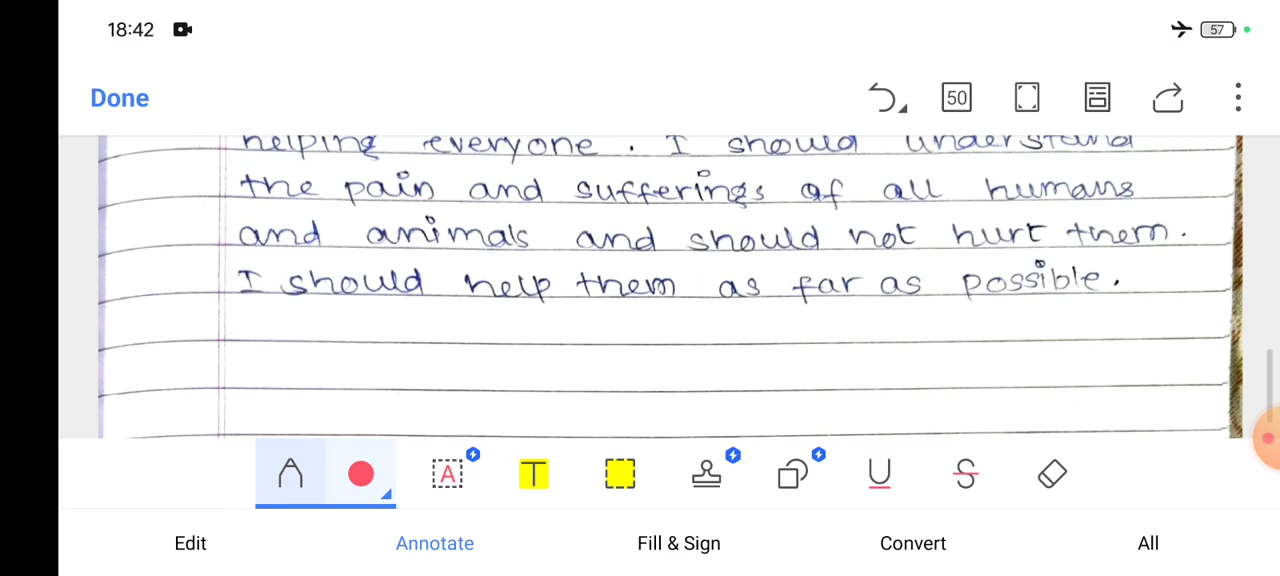 18:42
57
Done
50
helping everyone. I should understand
the pain and sufferings of all humans
and animals and should not hurt them.
I should help them as far as possible.
A
T
U
S
Edit
Annotate
Fill & Sign
Convert
All